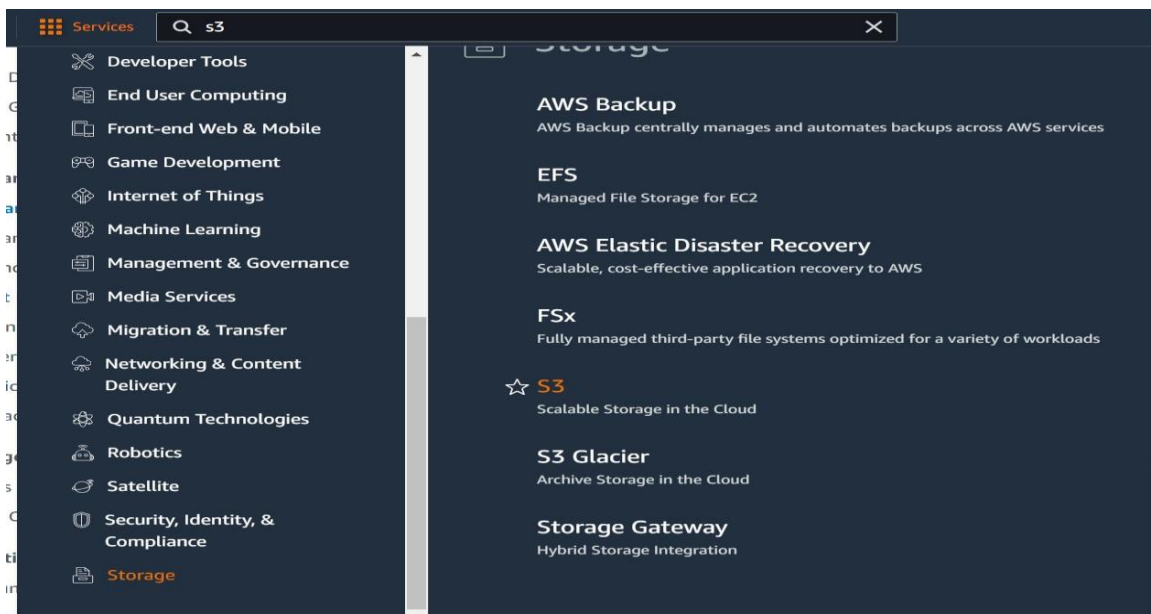 Services
s3
Developer Tools
End User Computing
Front-end Web & Mobile
Game Development
Internet of Things
Machine Learning
Management & Governance
Media Services
Migration & Transfer
Networking & Content
Delivery
Quantum Technologies
Robotics
Satellite
Security, Identity, &
Compliance
Storage
Storage
AWS Backup
AWS Backup centrally manages and automates backups across AWS services
EFS
Managed File Storage for EC2
AWS Elastic Disaster Recovery
Scalable, cost-effective application recovery to AWS
FSx
Fully managed third-party file systems optimized for a variety of workloads
S3
Scalable Storage in the Cloud
S3 Glacier
Archive Storage in the Cloud
Storage Gateway
Hybrid Storage Integration